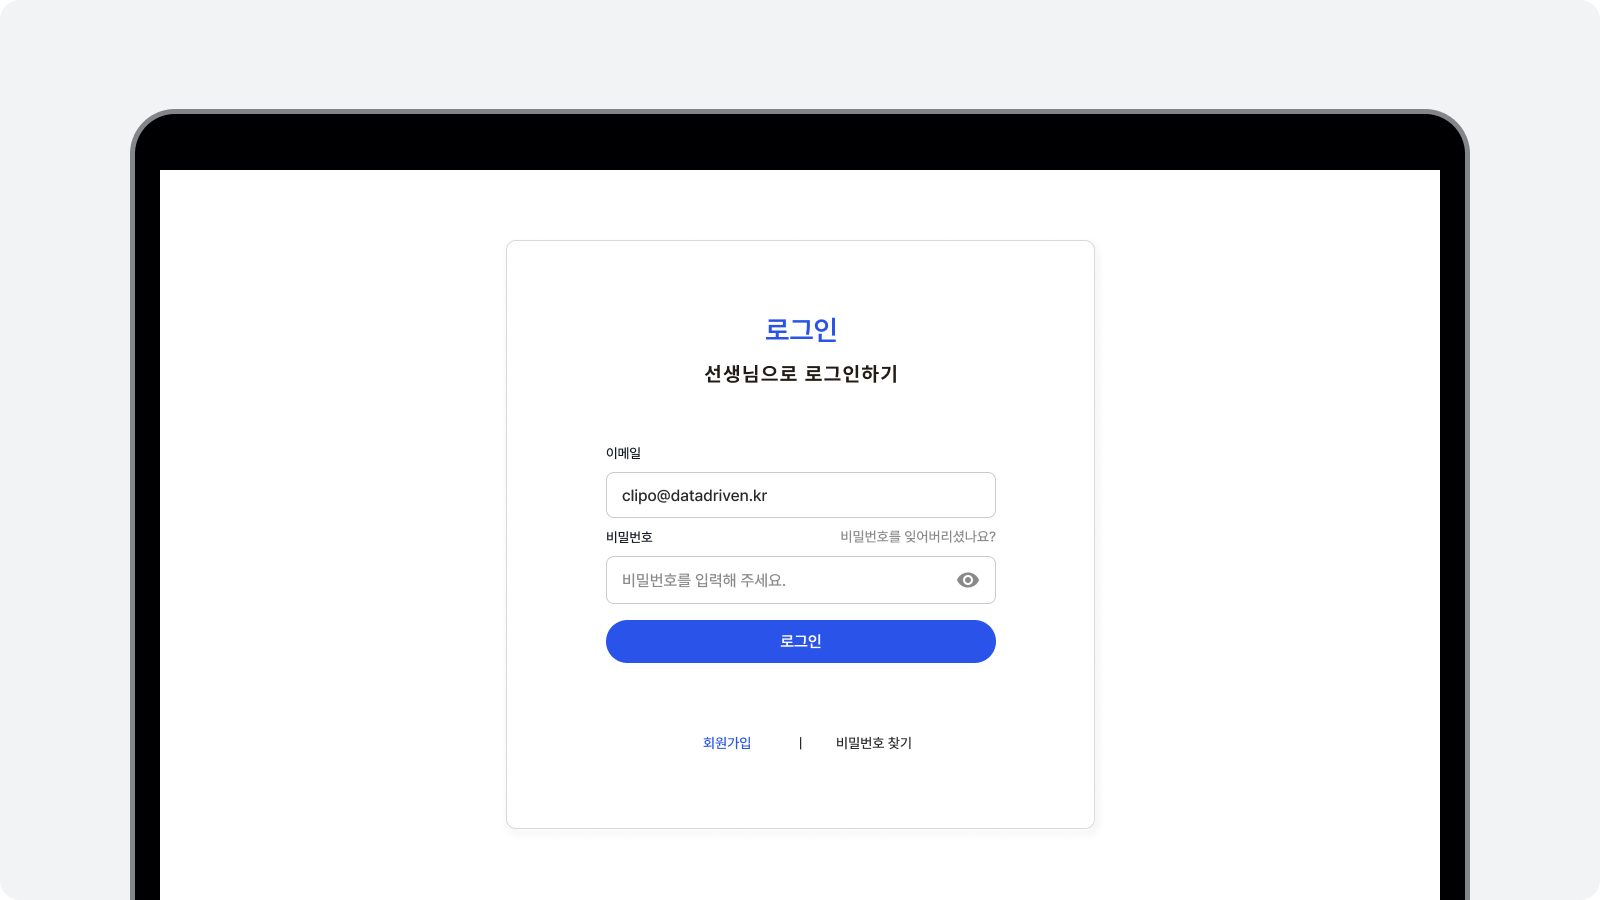 로그인
선생님으로 로그인하기
이메일
clipo@datadriven.kr
비밀번호 비밀번호를 잊어버리셨나요?
비밀번호를 입력해 주세요.
로그인
회원가입 | 비밀번호 찾기